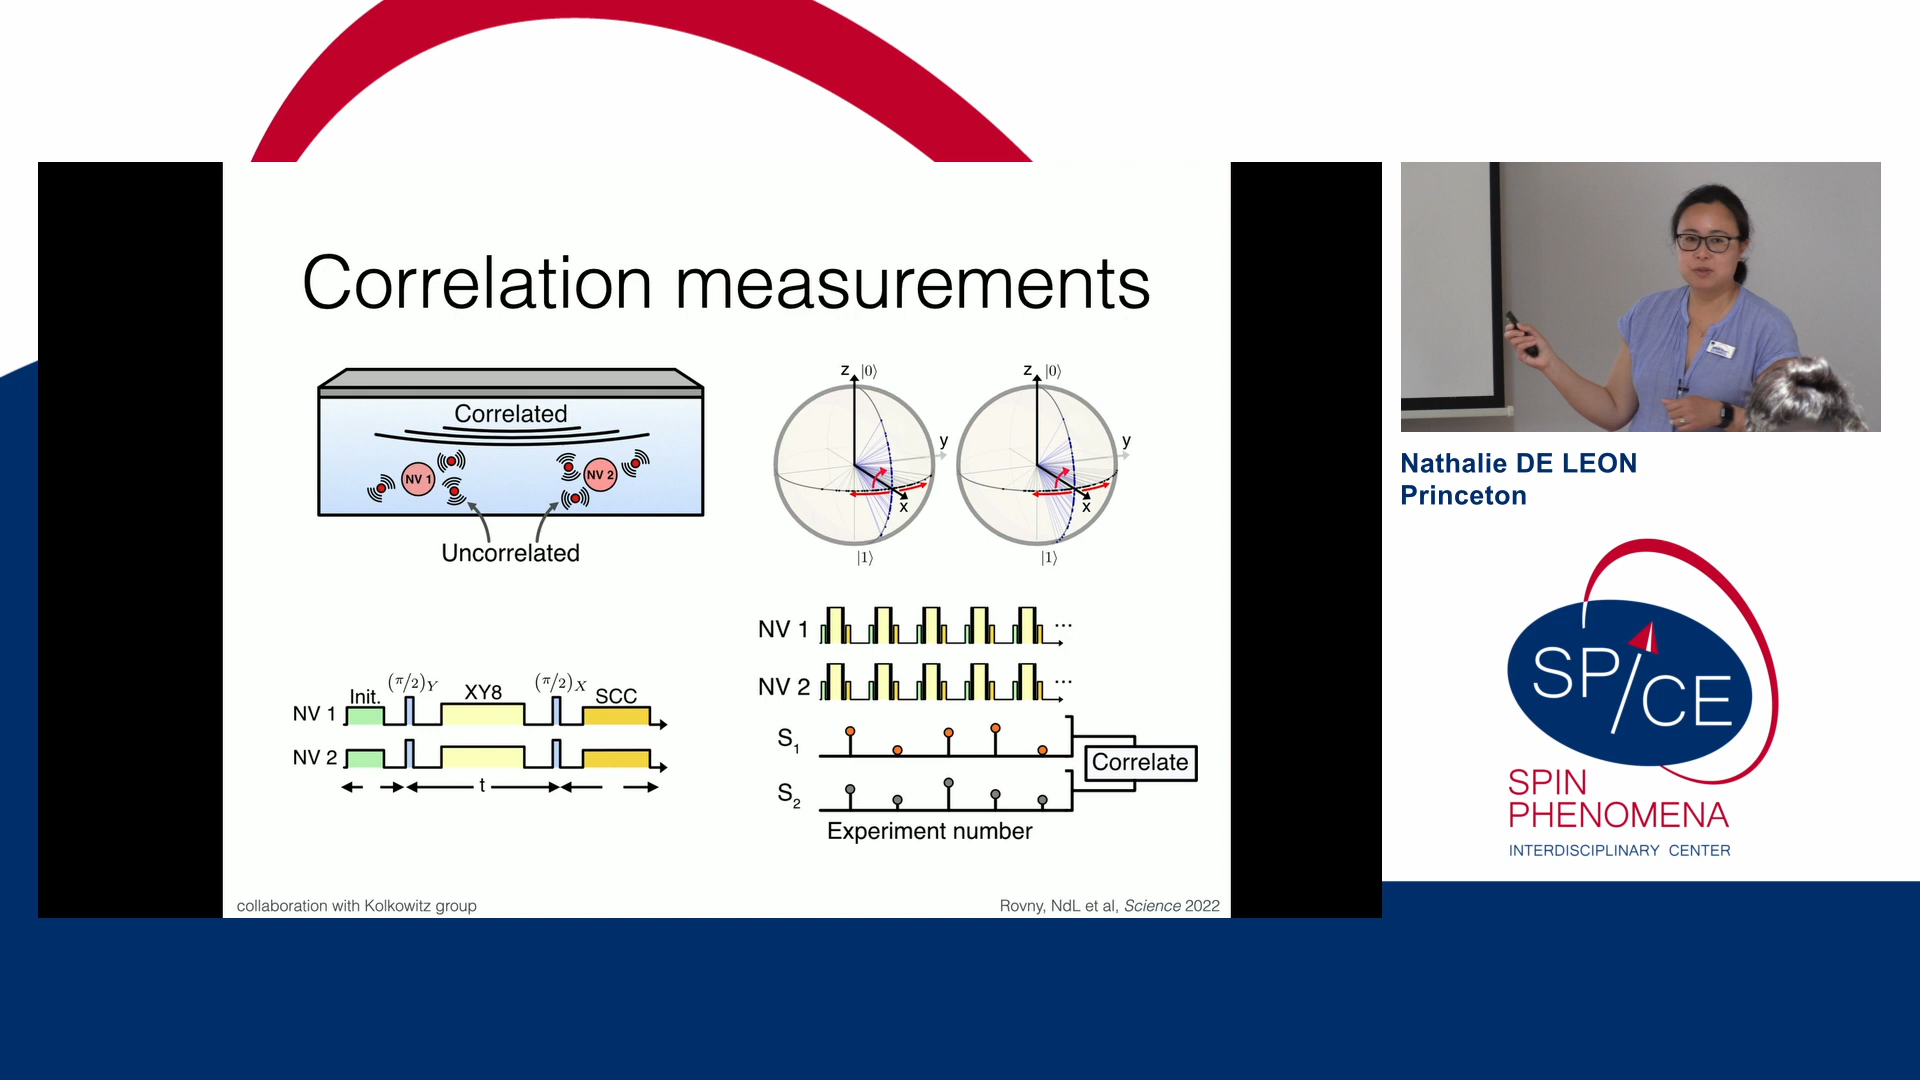 Correlation measurements
Correlated
NV 1
NV 2
Uncorrelated
z |0⟩
y
x
|1⟩
z |0⟩
y
x
|1⟩
Init.
(π/2)Y
XY8
(π/2)X
SCC
NV 1
NV 2
t
NV 1 ...
NV 2 ...
S1
S2
Correlate
Experiment number
collaboration with Kolkowitz group
Rovny, NdL et al, Science 2022
Nathalie DE LEON
Princeton
SPICE
SPIN
PHENOMENA
INTERDISCIPLINARY CENTER